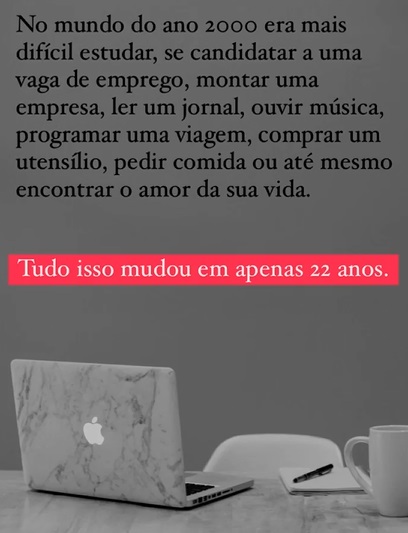 No mundo do ano 2000 era mais
difícil estudar, se candidatar a uma
vaga de emprego, montar uma
empresa, ler um jornal, ouvir música,
programar uma viagem, comprar um
utensílio, pedir comida ou até mesmo
encontrar o amor da sua vida.
Tudo isso mudou em apenas 22 anos.